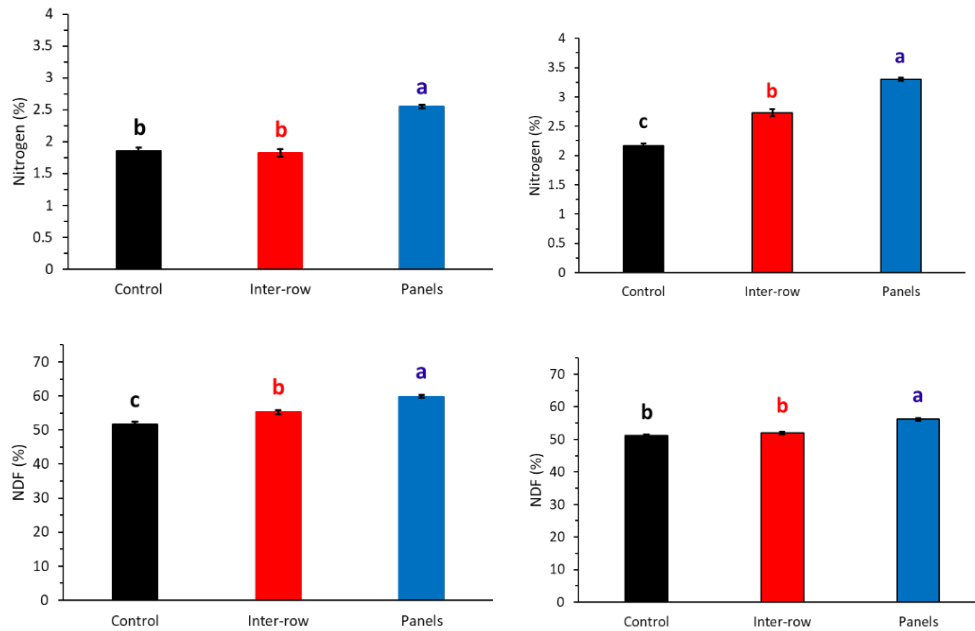 Nitrogen (%)
4
3.5
3
2.5
2
1.5
1
0.5
0
b
b
a
Control Inter-row Panels
Nitrogen (%)
4
3.5
3
2.5
2
1.5
1
0.5
0
c
b
a
Control Inter-row Panels
NDF (%)
70
60
50
40
30
20
10
0
c
b
a
Control Inter-row Panels
NDF (%)
70
60
50
40
30
20
10
0
b
b
a
Control Inter-row Panels